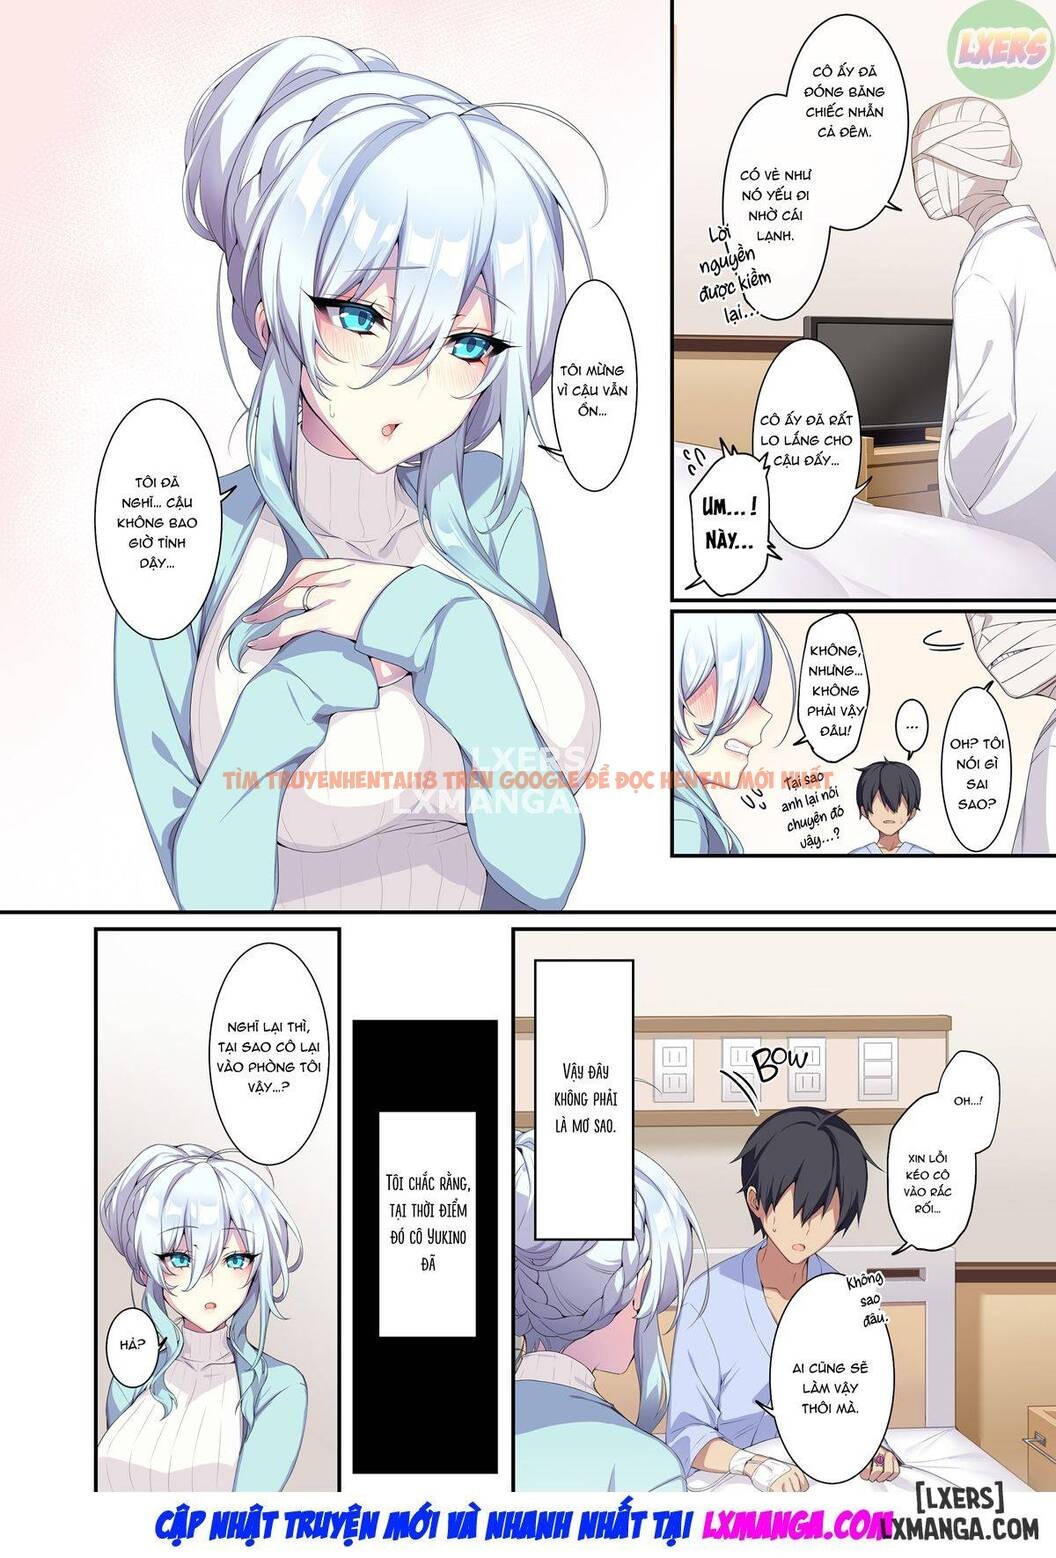 LXERS
CÔ ẤY ĐÃ
ĐÓNG BĂNG
CHIẾC NHẪN
CẢ ĐÊM.
CÓ VẺ NHƯ
NÓ YẾU ĐI
NHỜ CÁI
LẠNH.
Lời
nguyền
được kiềm
lại...
CÔ ẤY ĐÃ RẤT
LO LẮNG CHO
CẬU ĐẤY...
UM...!
NÀY...
TÔI MỪNG
VÌ CẬU VẪN
ỔN...
TÔI ĐÃ
NGHĨ... CẬU
KHÔNG BAO
GIỜ TỈNH
DẬY...
OH? TÔI
NÓI GÌ
SAI
SAO?
...
KHÔNG,
NHƯNG...
KHÔNG
PHẢI VẬY
ĐÂU!
Tại sao
anh lại nói
chuyện đó
vậy...?
LXERS
TÌM TRUYENHENTAI18 TRÊN GOOGLE ĐỂ ĐỌC HENTAI MỚI NHẤT
LXMANGA
OH...!
XIN LỖI
KÉO CÔ
VÀO RẮC
RỐI...
BOW
Không
sao
đâu.
AI CŨNG SẼ
LÀM VẬY
THÔI MÀ.
VẬY ĐÂY
KHÔNG PHẢI
LÀ MƠ SAO.
TÔI CHẮC RẰNG,
TẠI THỜI ĐIỂM
ĐÓ CÔ YUKINO
ĐÃ
NGHĨ LẠI THÌ,
TẠI SAO CÔ LẠI
VÀO PHÒNG TÔI
VẬY...?
HẢ?
[LXERS]
CẬP NHẬT TRUYỆN MỚI VÀ NHANH NHẤT TẠI LXMANGA.COM
LXMANGA.COM